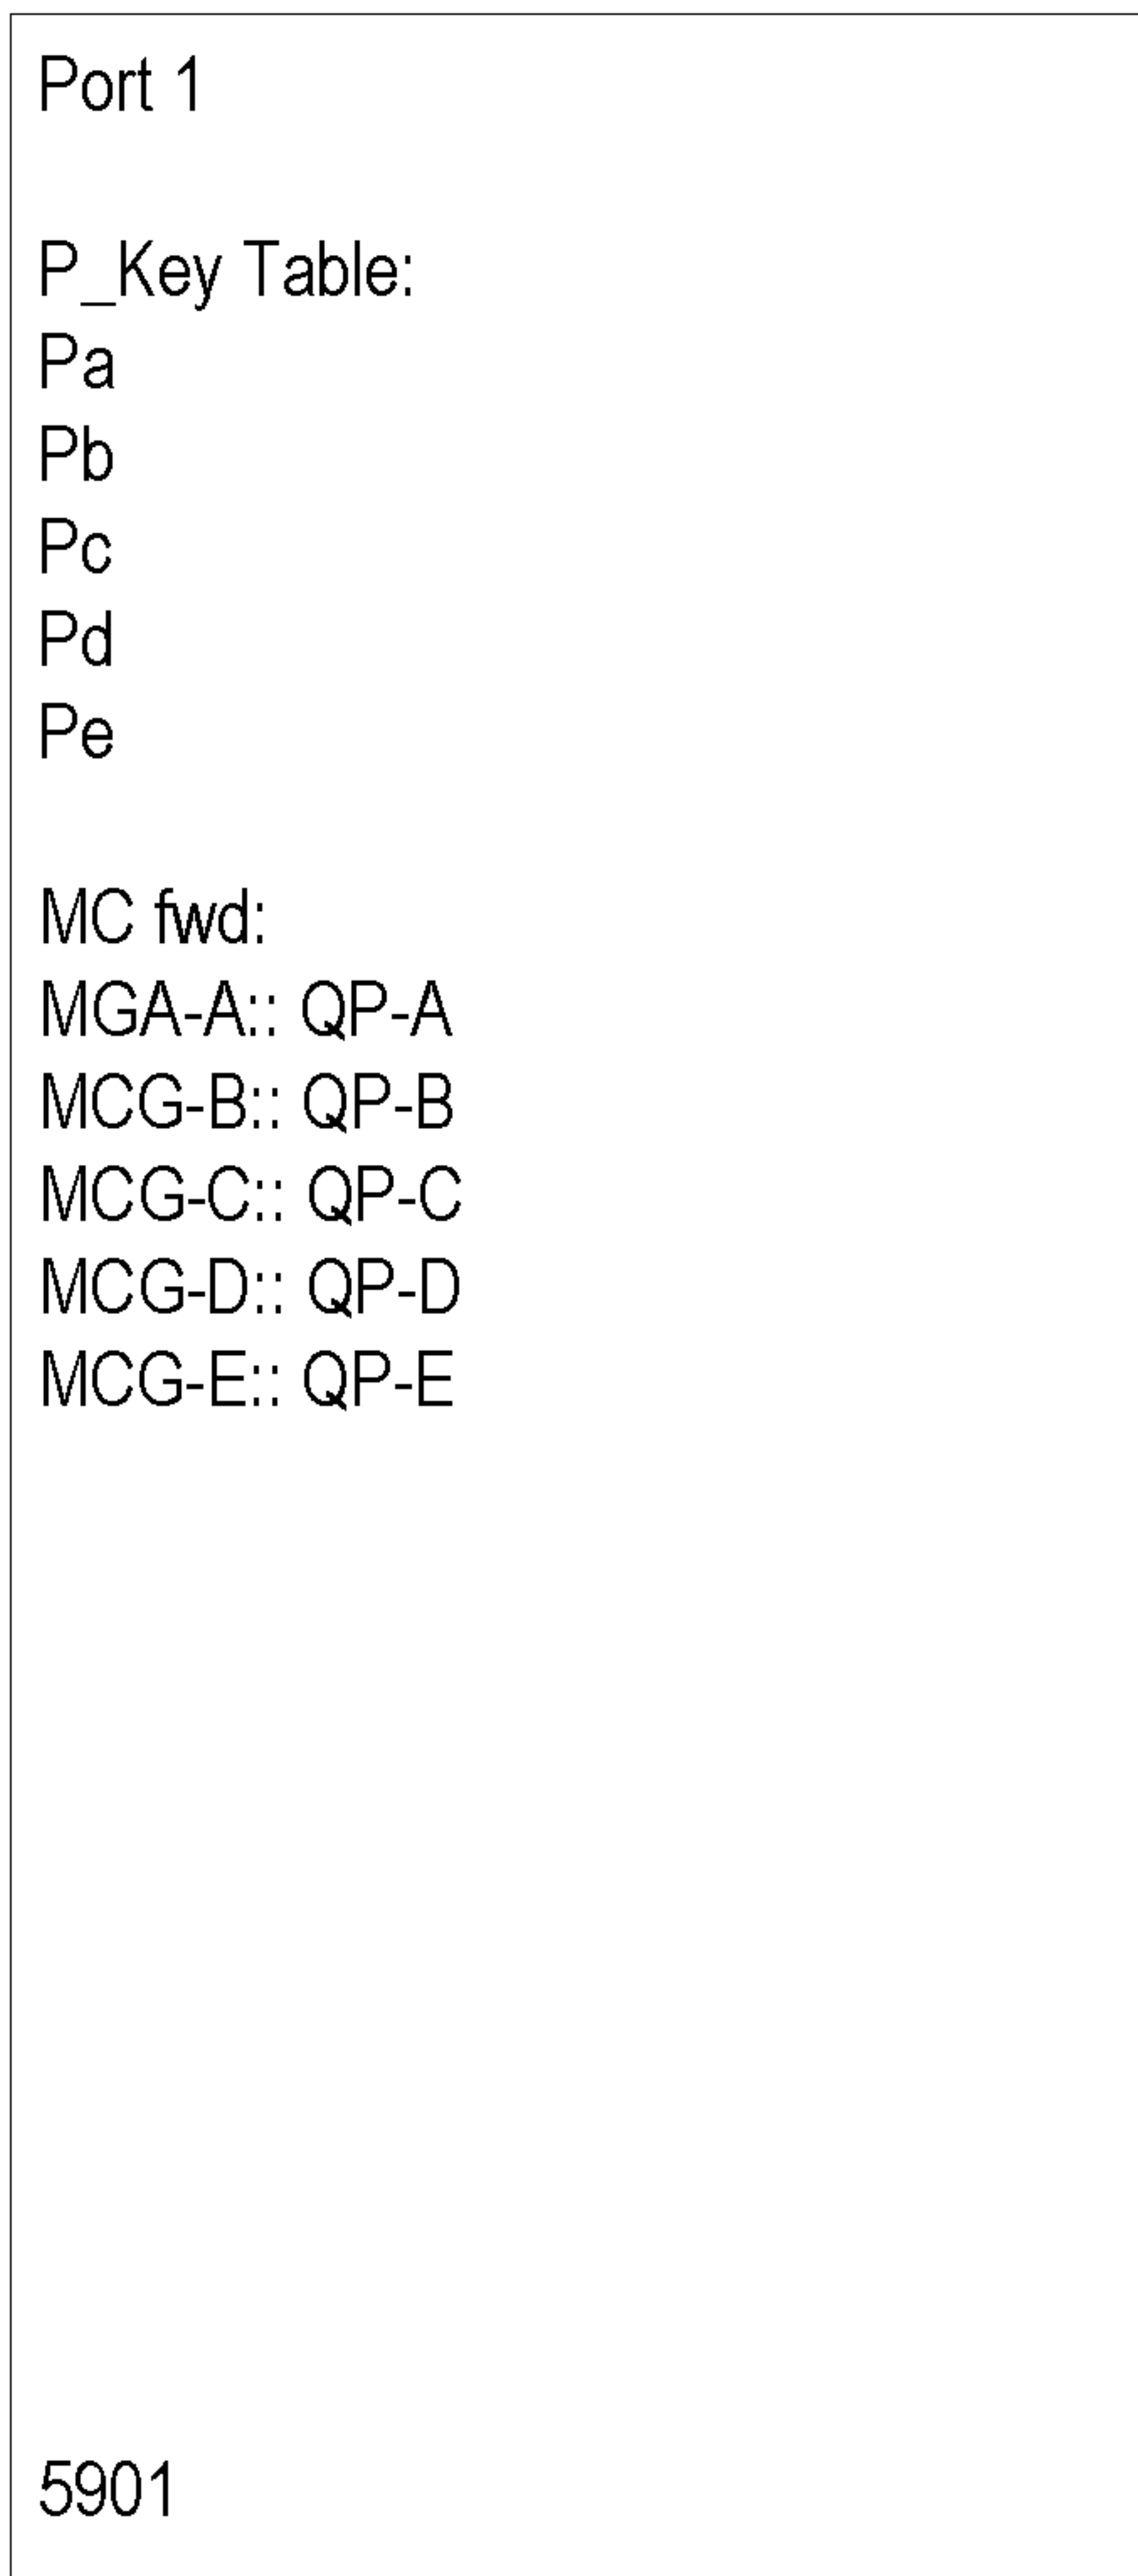 Port 1
P_Key Table:
Pa
Pb
Pc
Pd
Pe
MC fwd:
MGA-A:: QP-A
MCG-B:: QP-B
MCG-C:: QP-C
MCG-D:: QP-D
MCG-E:: QP-E
5901